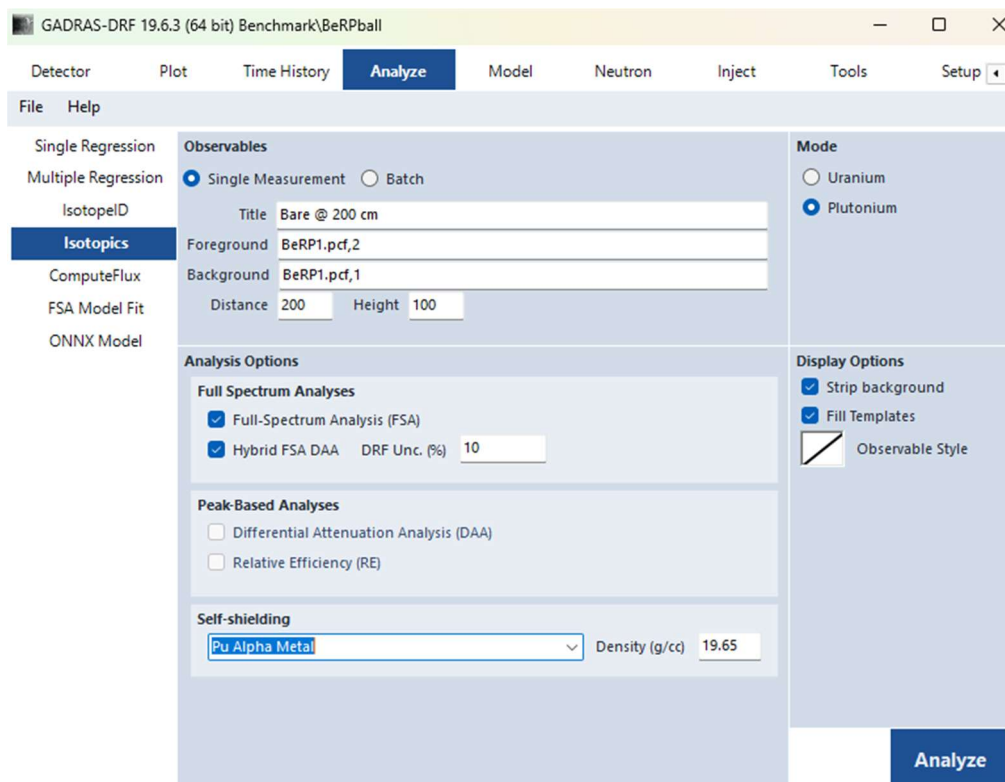 GADRAS-DRF 19.6.3 (64 bit) Benchmark\BeRPball
Detector Plot Time History Analyze Model Neutron Inject Tools Setup
File Help
Single Regression
Multiple Regression
IsotopeID
Isotopics
ComputeFlux
FSA Model Fit
ONNX Model
Observables
Single Measurement Batch
Title Bare @ 200 cm
Foreground BeRP1.pcf,2
Background BeRP1.pcf,1
Distance 200 Height 100
Mode
Uranium
Plutonium
Analysis Options
Full Spectrum Analyses
Full-Spectrum Analysis (FSA)
Hybrid FSA DAA DRF Unc. (%) 10
Peak-Based Analyses
Differential Attenuation Analysis (DAA)
Relative Efficiency (RE)
Self-shielding
Pu Alpha Metal Density (g/cc) 19.65
Display Options
Strip background
Fill Templates
Observable Style
Analyze